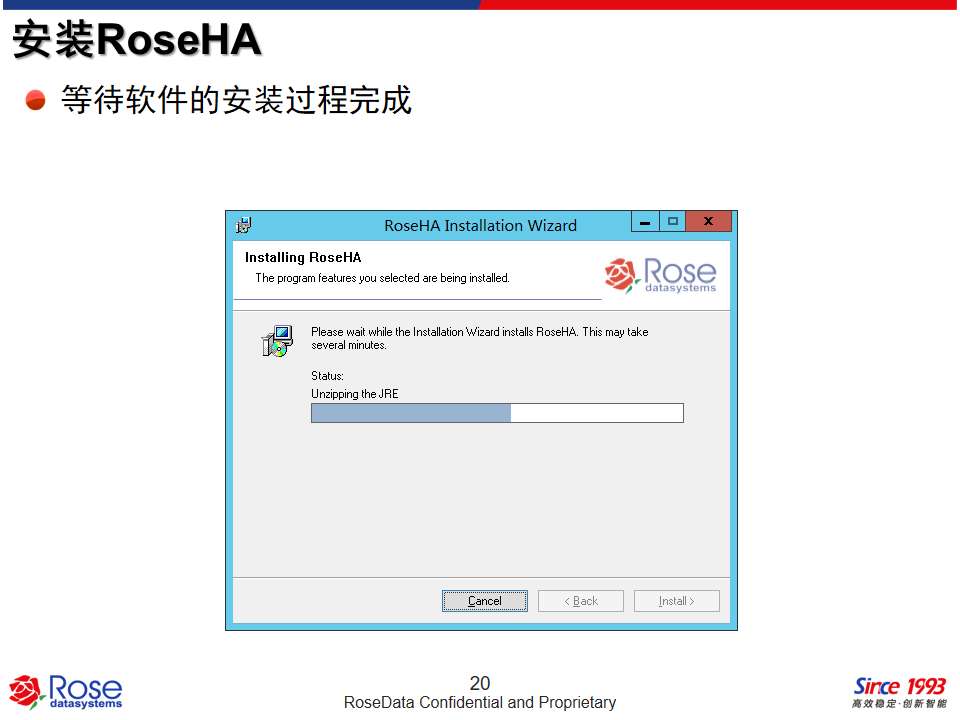 安装RoseHA
等待软件的安装过程完成
RoseHA Installation Wizard
Installing RoseHA
The program features you selected are being installed.
Rose
datasystems
Please wait while the Installation Wizard installs RoseHA. This may take
several minutes.
Status:
Unzipping the JRE
Cancel
< Back
Install >
Rose
datasystems
20
RoseData Confidential and Proprietary
Since 1993
高效稳定·创新智能